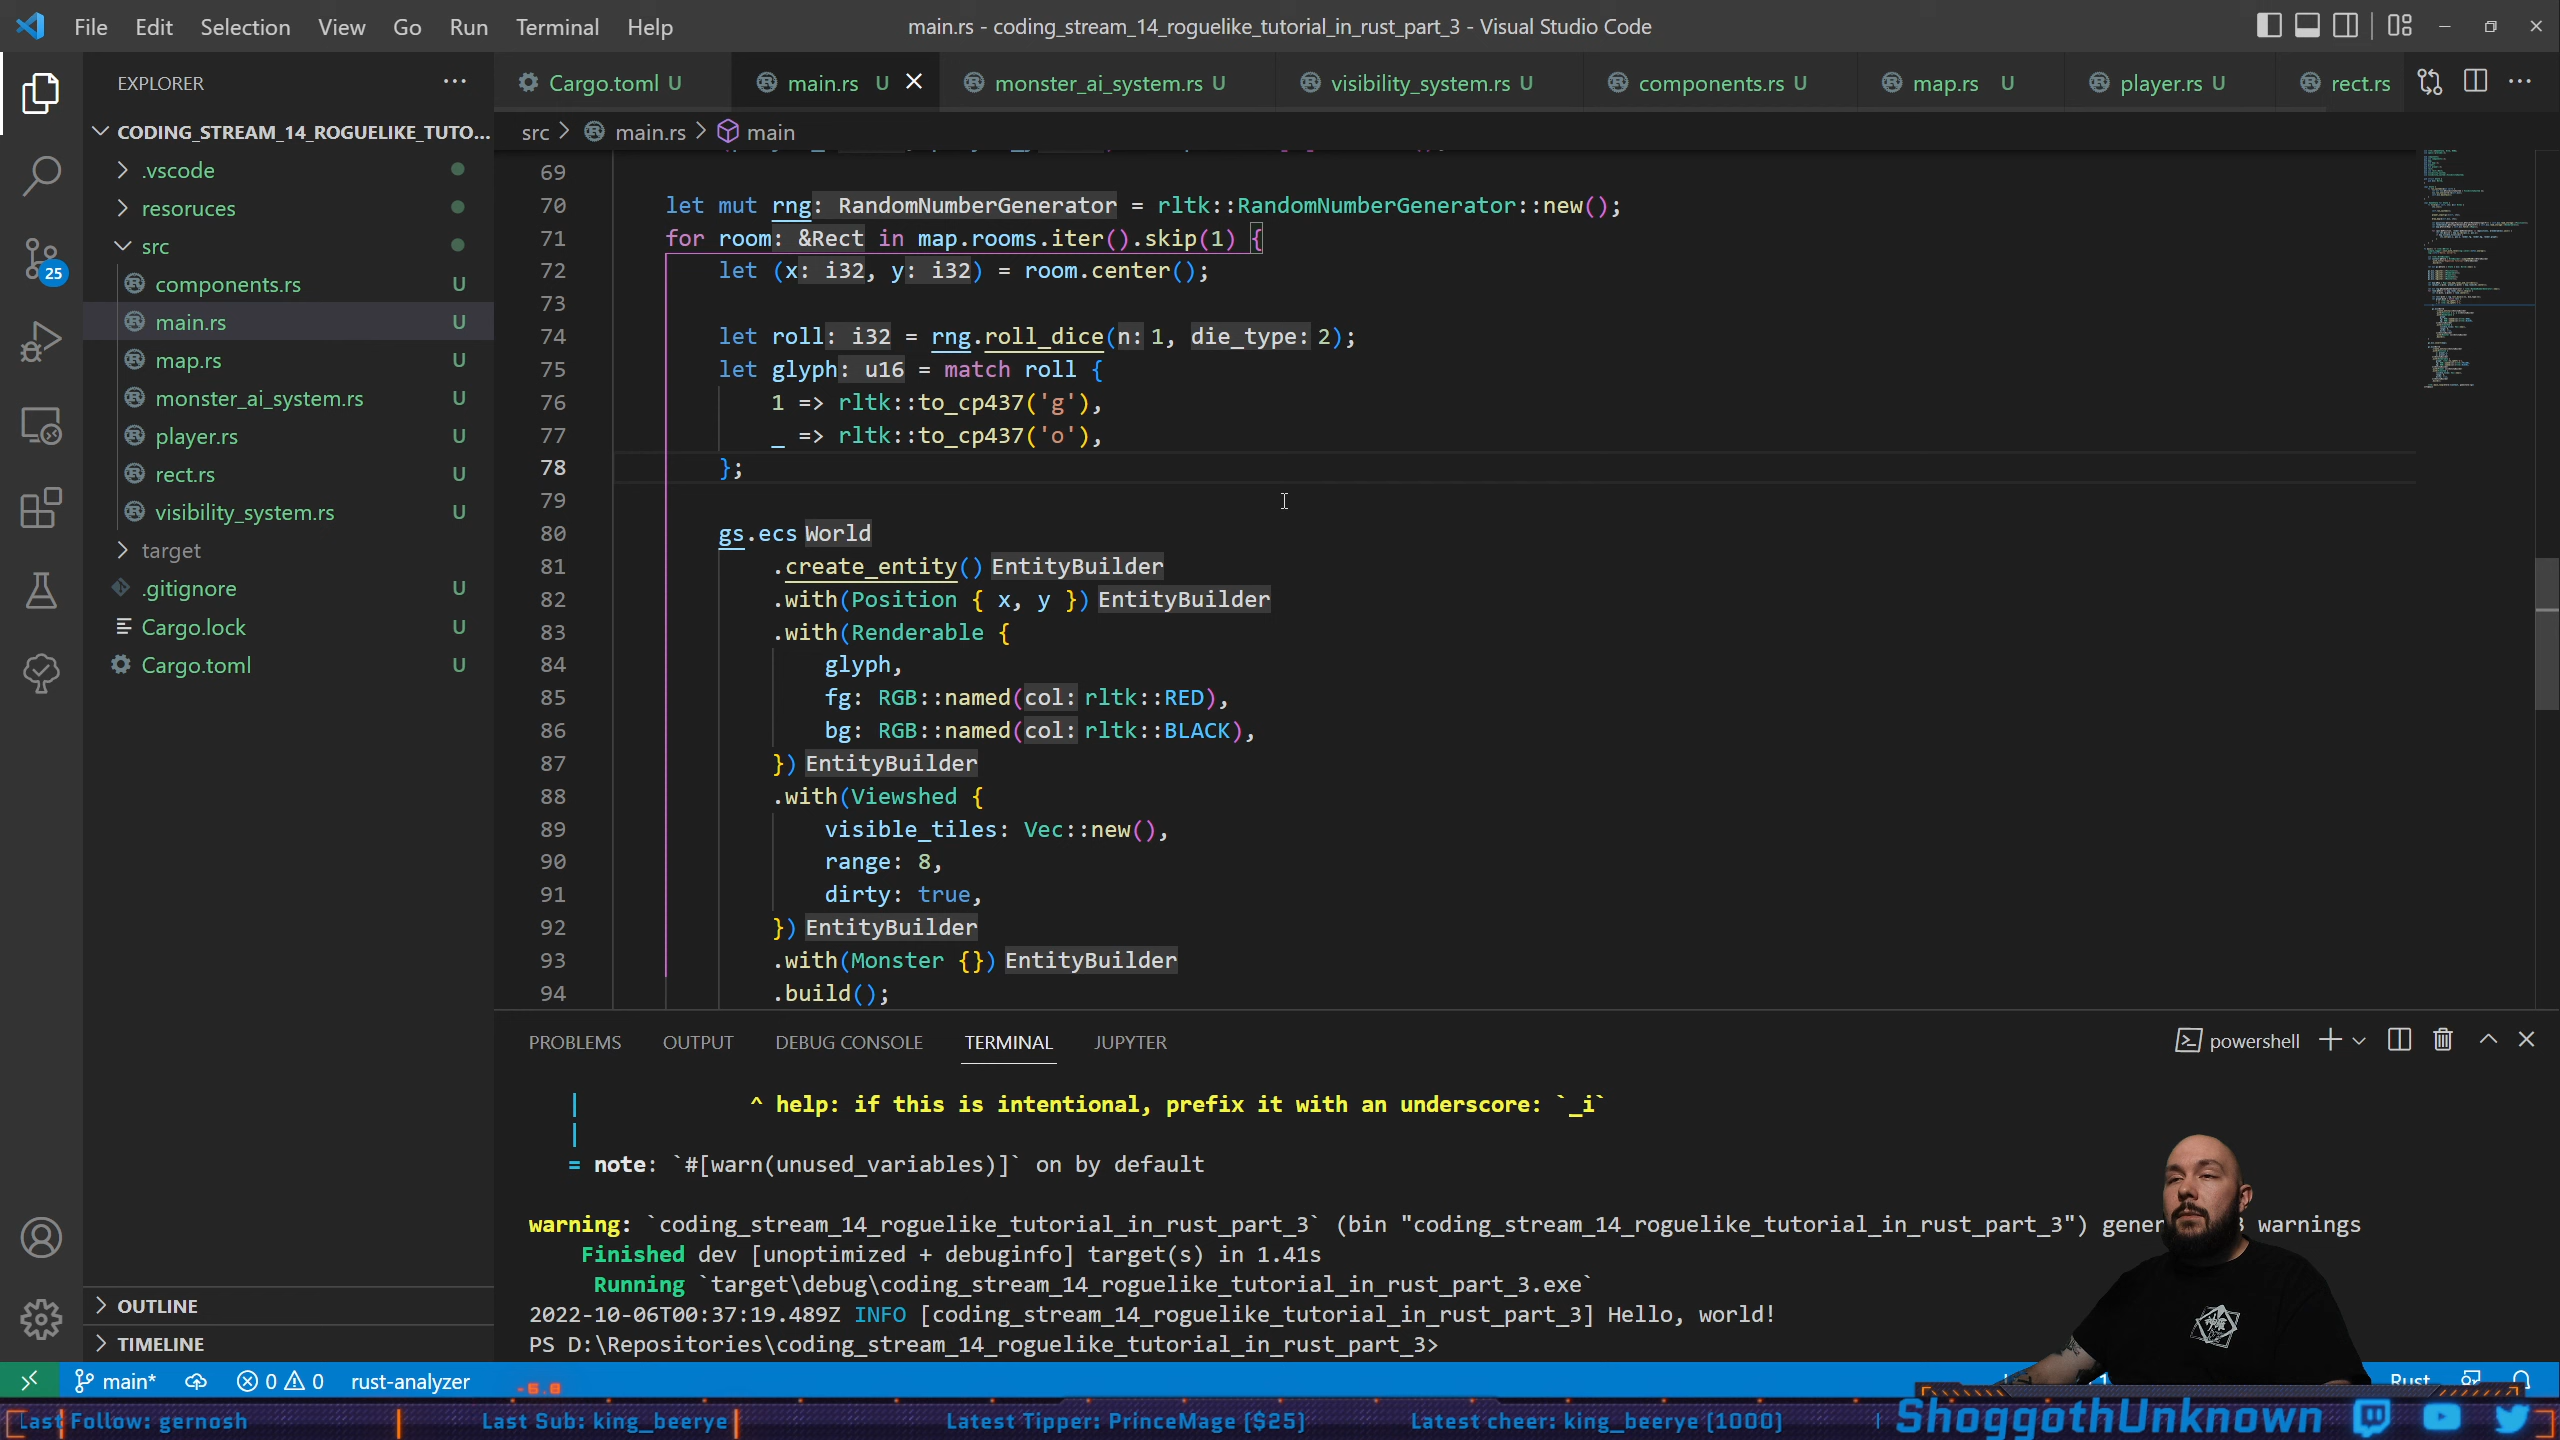 File Edit Selection View Go Run Terminal Help
main.rs - coding_stream_14_roguelike_tutorial_in_rust_part_3 - Visual Studio Code
EXPLORER
CODING_STREAM_14_ROGUELIKE_TUTO...
.vscode
resoruces
src
components.rs U
main.rs U
map.rs U
monster_ai_system.rs U
player.rs U
rect.rs U
visibility_system.rs U
target
.gitignore U
Cargo.lock U
Cargo.toml U
25
OUTLINE
TIMELINE
Cargo.toml U main.rs U monster_ai_system.rs U visibility_system.rs U components.rs U map.rs U player.rs U rect.rs
src > main.rs > main
69
70 let mut rng: RandomNumberGenerator = rltk::RandomNumberGenerator::new();
71 for room: &Rect in map.rooms.iter().skip(1) {
72 let (x: i32, y: i32) = room.center();
73
74 let roll: i32 = rng.roll_dice(n: 1, die_type: 2);
75 let glyph: u16 = match roll {
76 1 => rltk::to_cp437('g'),
77 _ => rltk::to_cp437('o'),
78 };
79
80 gs.ecs World
81 .create_entity() EntityBuilder
82 .with(Position { x, y }) EntityBuilder
83 .with(Renderable {
84 glyph,
85 fg: RGB::named(col: rltk::RED),
86 bg: RGB::named(col: rltk::BLACK),
87 }) EntityBuilder
88 .with(Viewshed {
89 visible_tiles: Vec::new(),
90 range: 8,
91 dirty: true,
92 }) EntityBuilder
93 .with(Monster {}) EntityBuilder
94 .build();
PROBLEMS OUTPUT DEBUG CONSOLE TERMINAL JUPYTER
powershell
| ^ help: if this is intentional, prefix it with an underscore: `_i`
|
= note: `#[warn(unused_variables)]` on by default
warning: `coding_stream_14_roguelike_tutorial_in_rust_part_3` (bin "coding_stream_14_roguelike_tutorial_in_rust_part_3") gener 3 warnings
Finished dev [unoptimized + debuginfo] target(s) in 1.41s
Running `target\debug\coding_stream_14_roguelike_tutorial_in_rust_part_3.exe`
2022-10-06T00:37:19.489Z INFO [coding_stream_14_roguelike_tutorial_in_rust_part_3] Hello, world!
PS D:\Repositories\coding_stream_14_roguelike_tutorial_in_rust_part_3>
main* 0 0 rust-analyzer
Rust
Last Follow: gernosh
Last Sub: king_beerye
Latest Tipper: PrinceMage [$25]
Latest cheer: king_beerye [1000]
ShoggothUnknown